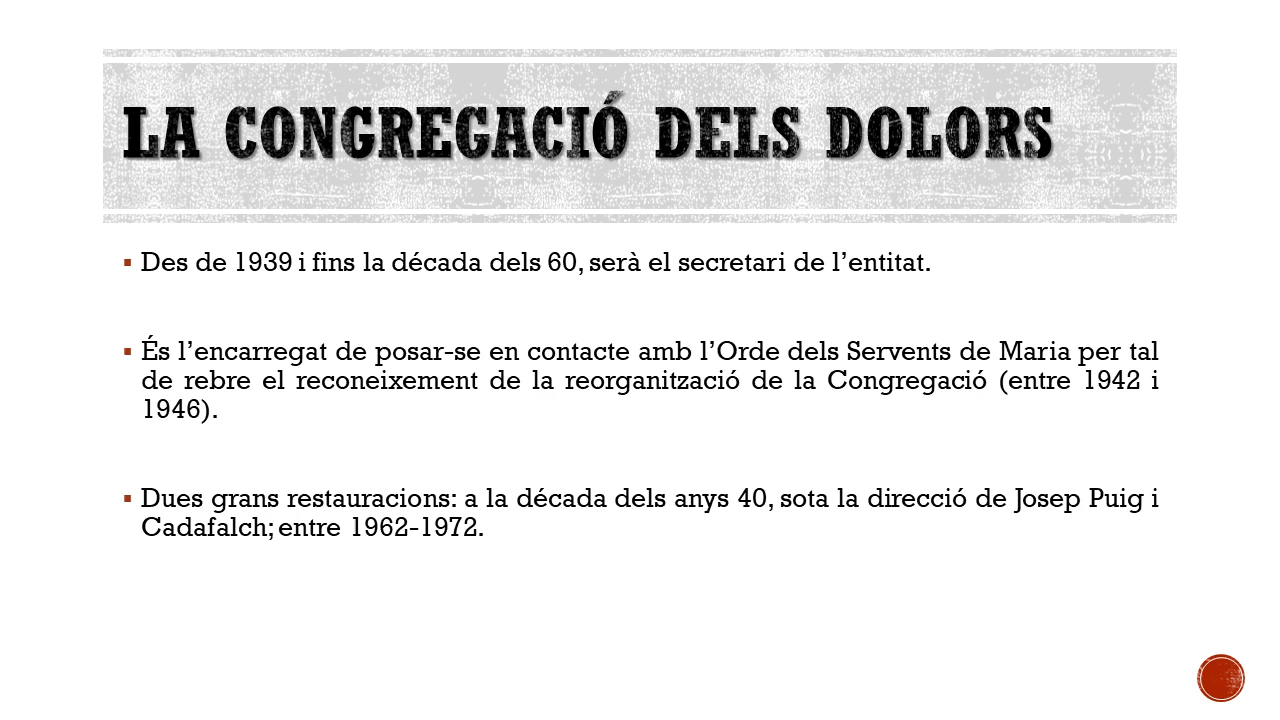 LA CONGREGACIÓ DELS DOLORS
▪ Des de 1939 i fins la década dels 60, serà el secretari de l’entitat.
▪ És l’encarregat de posar-se en contacte amb l’Orde dels Servents de Maria per tal
de rebre el reconeixement de la reorganització de la Congregació (entre 1942 i
1946).
▪ Dues grans restauracions: a la década dels anys 40, sota la direcció de Josep Puig i
Cadafalch; entre 1962-1972.